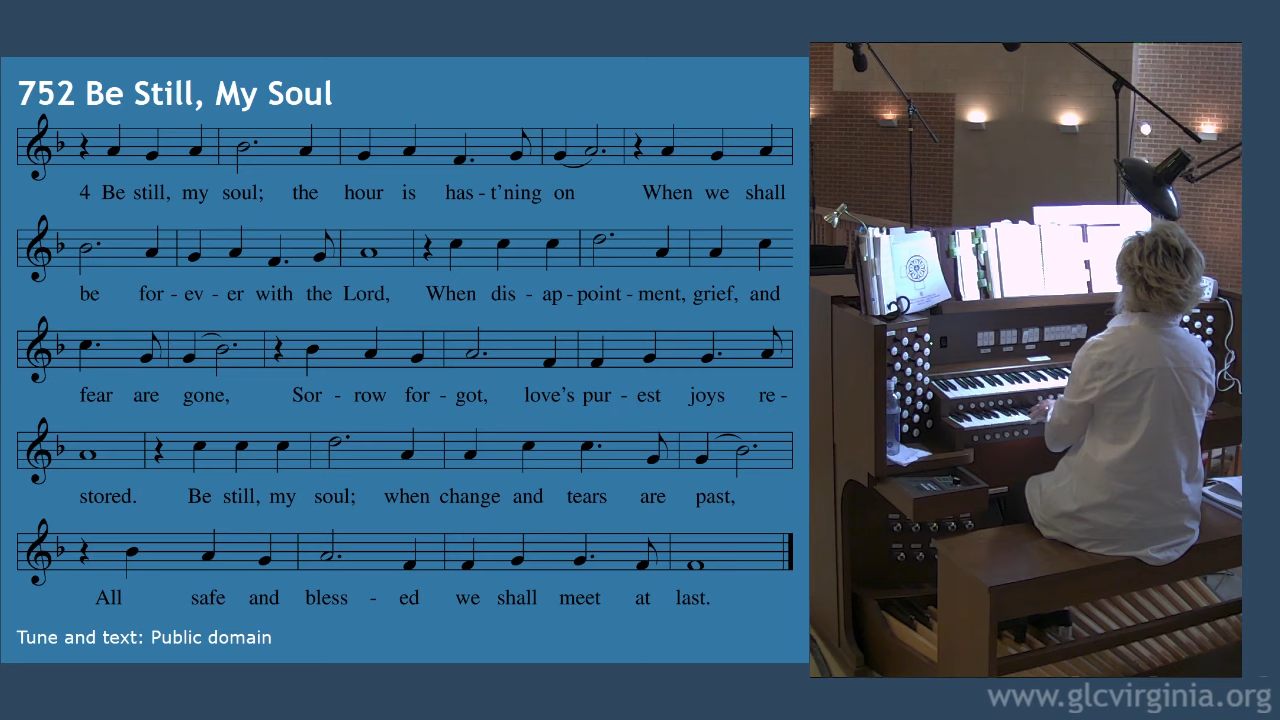 752 Be Still, My Soul
4 Be still, my soul; the hour is has - t'ning on When we shall
be for - ev - er with the Lord, When dis - ap - point - ment, grief, and
fear are gone, Sor - row for - got, love's pur - est joys re -
stored. Be still, my soul; when change and tears are past,
All safe and bless - ed we shall meet at last.
Tune and text: Public domain
www.glcvirginia.org